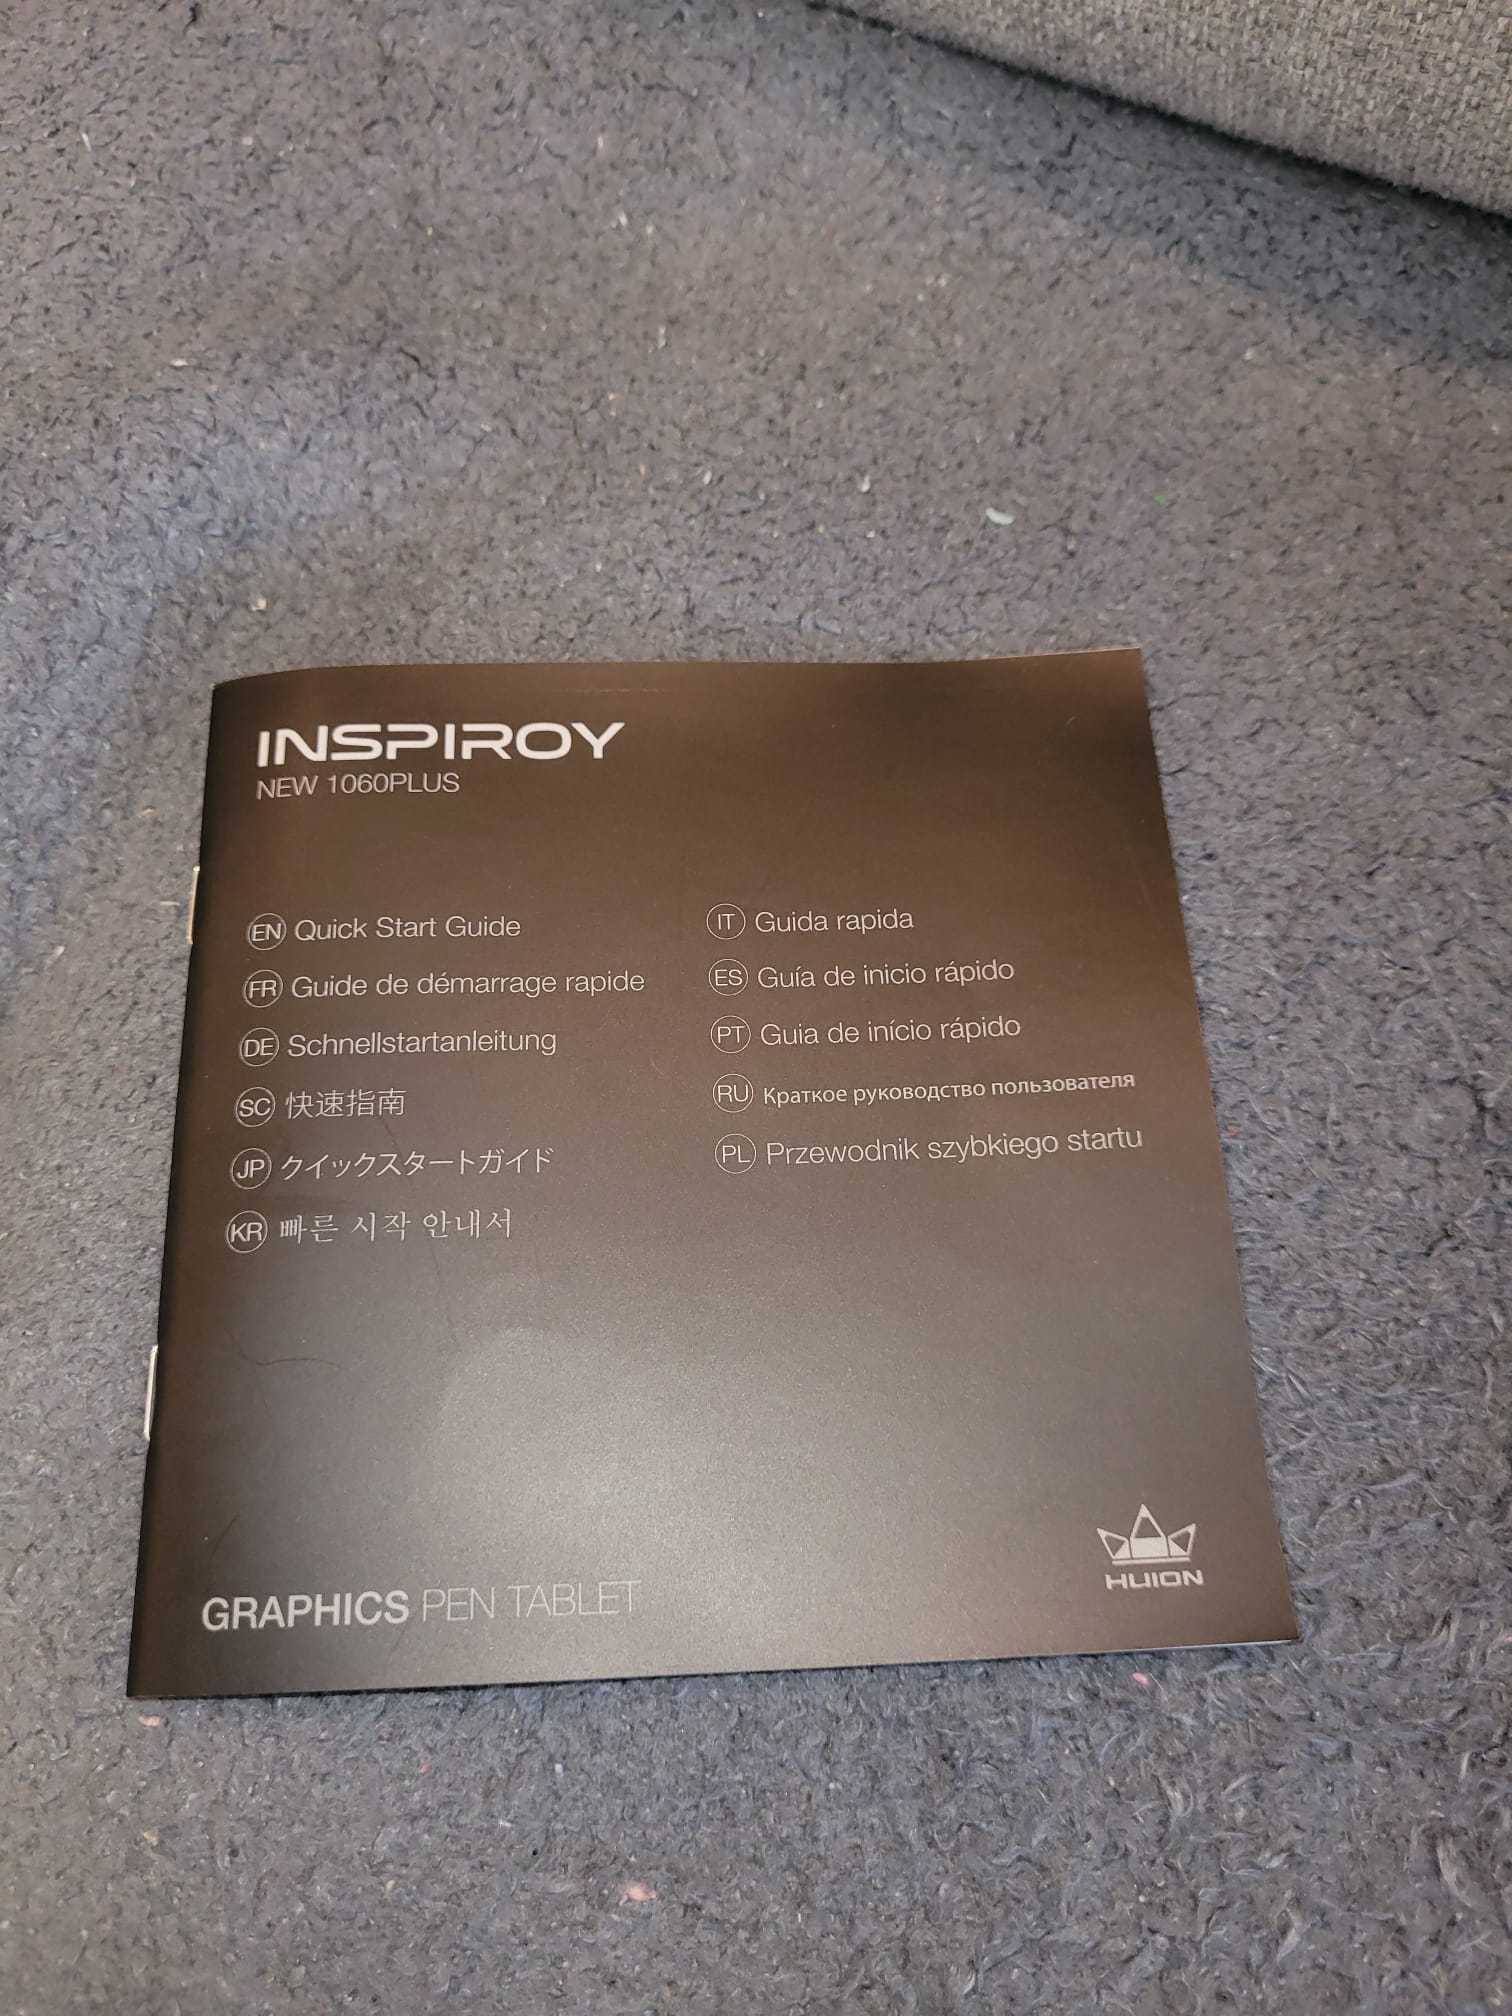 INSPIROY
NEW 1060PLUS
EN Quick Start Guide
FR Guide de démarrage rapide
DE Schnellstartanleitung
SC 快速指南
JP クイックスタートガイド
KR 빠른 시작 안내서
IT Guida rapida
ES Guía de inicio rápido
PT Guia de início rápido
RU Краткое руководство пользователя
PL Przewodnik szybkiego startu
GRAPHICS PEN TABLET
HUION